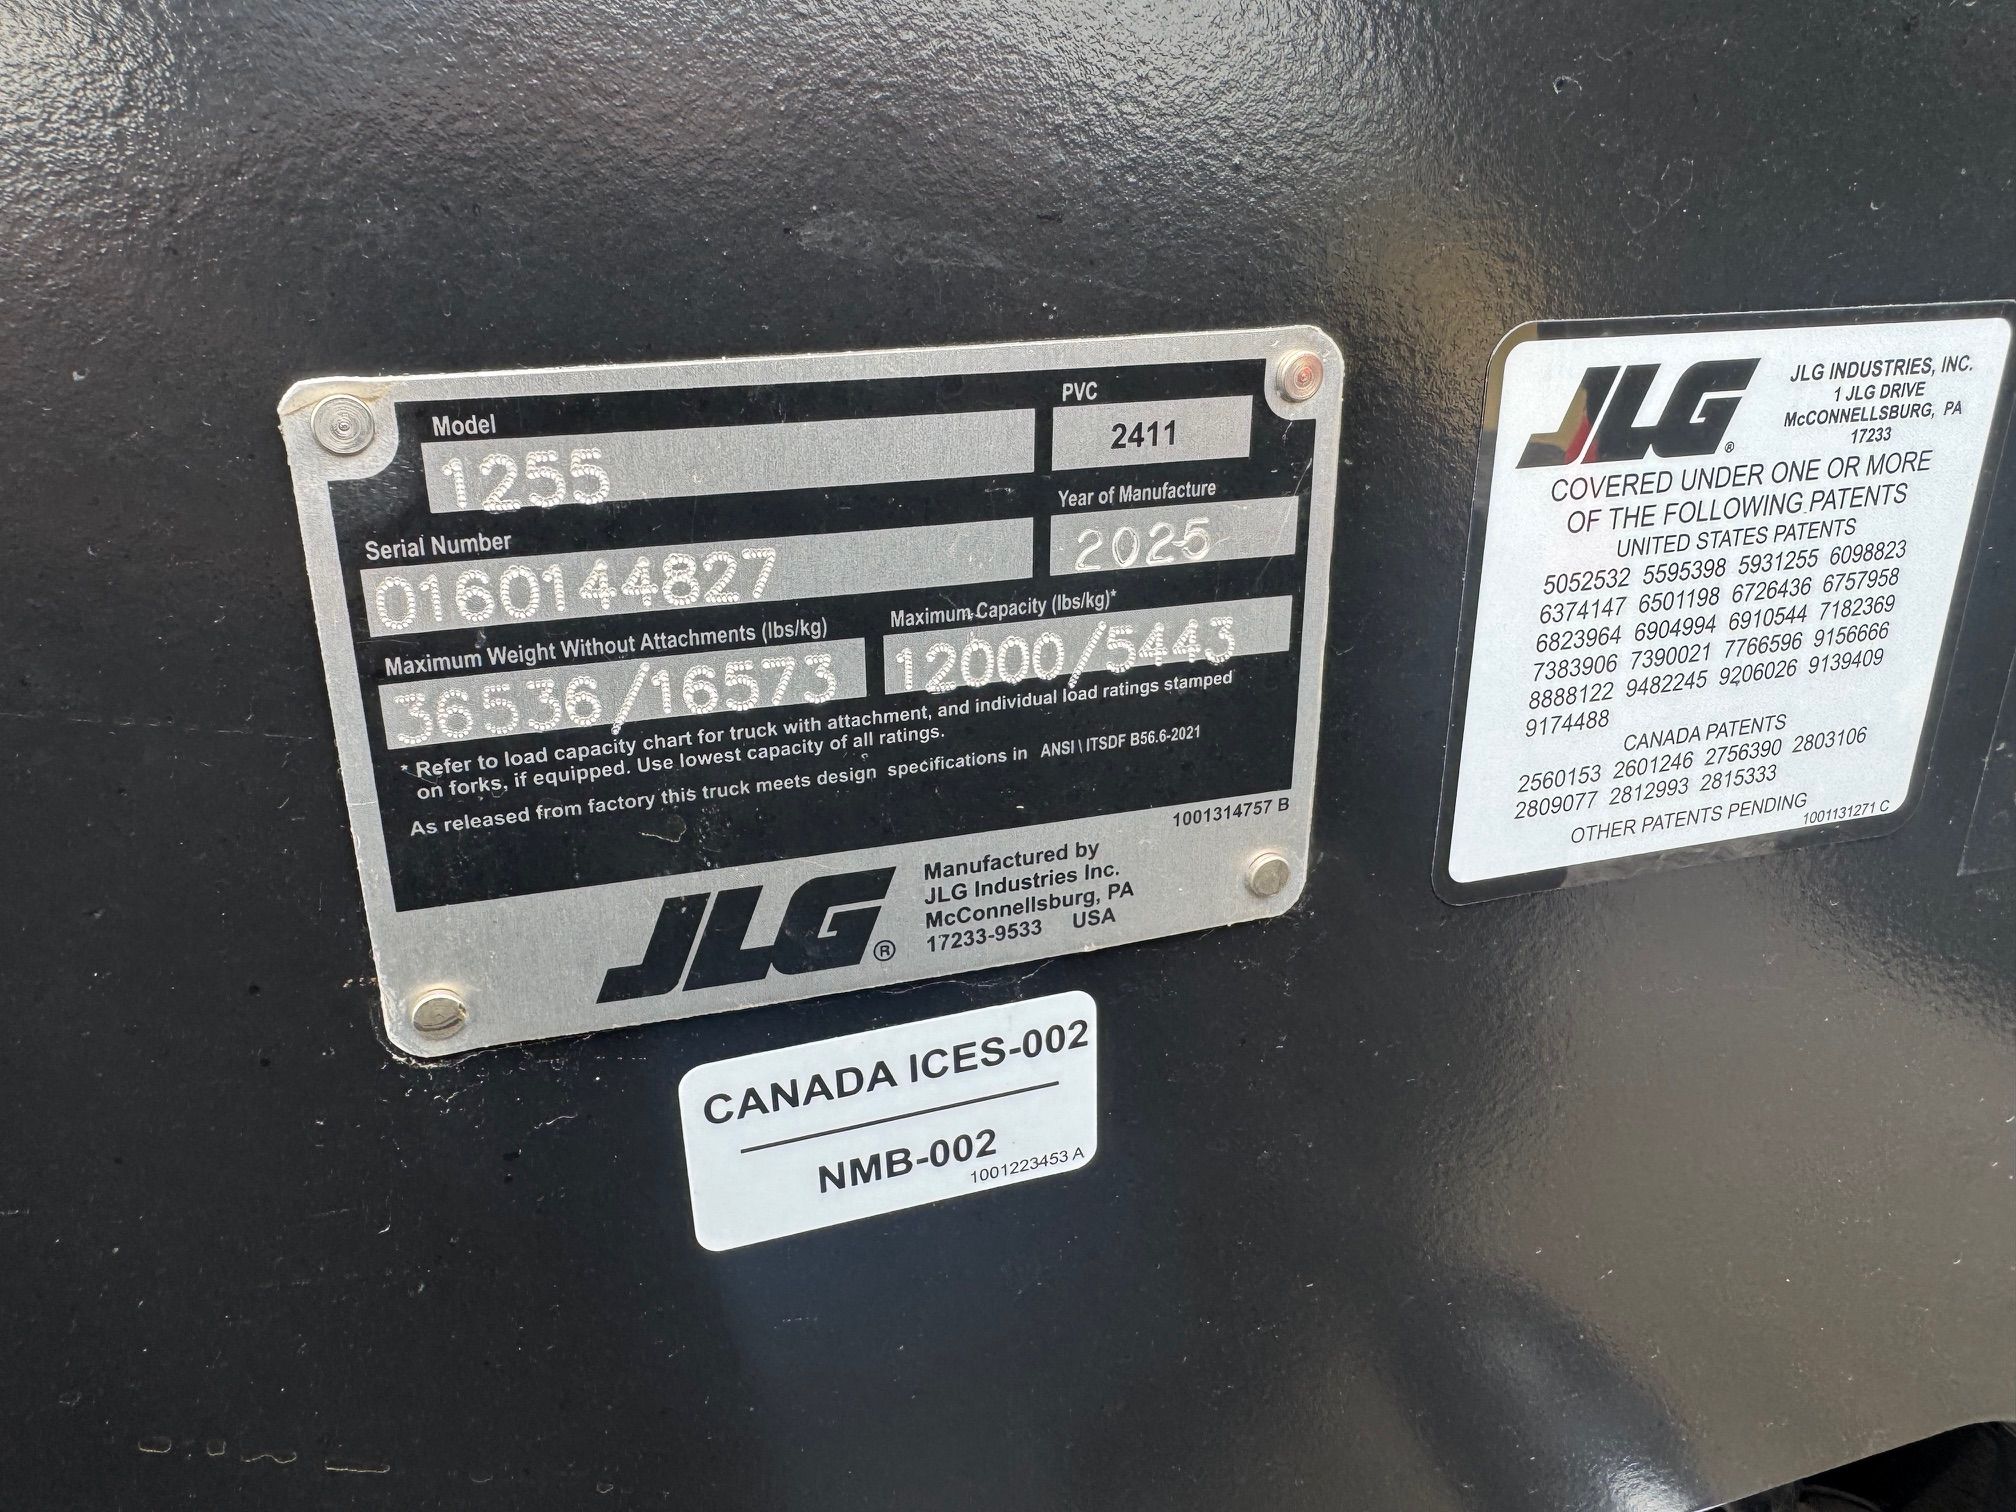 Model
1255
PVC
2411
Serial Number
0160144827
Year of Manufacture
2025
Maximum Weight Without Attachments (lbs/kg)
36536/16573
Maximum Capacity (lbs/kg)*
12000/5443
* Refer to load capacity chart for truck with attachment, and individual load ratings stamped
on forks, if equipped. Use lowest capacity of all ratings.
As released from factory this truck meets design specifications in ANSI \ ITSDF B56.6-2021
1001314757 B
JLG®
Manufactured by
JLG Industries Inc.
McConnellsburg, PA
17233-9533 USA
CANADA ICES-002
NMB-002
1001223453 A
JLG®
JLG INDUSTRIES, INC.
1 JLG DRIVE
McCONNELLSBURG, PA
17233
COVERED UNDER ONE OR MORE
OF THE FOLLOWING PATENTS
UNITED STATES PATENTS
5052532 5595398 5931255 6098823
6374147 6501198 6726436 6757958
6823964 6904994 6910544 7182369
7383906 7390021 7766596 9156666
8888122 9482245 9206026 9139409
9174488
CANADA PATENTS
2560153 2601246 2756390 2803106
2809077 2812993 2815333
OTHER PATENTS PENDING
1001131271 C